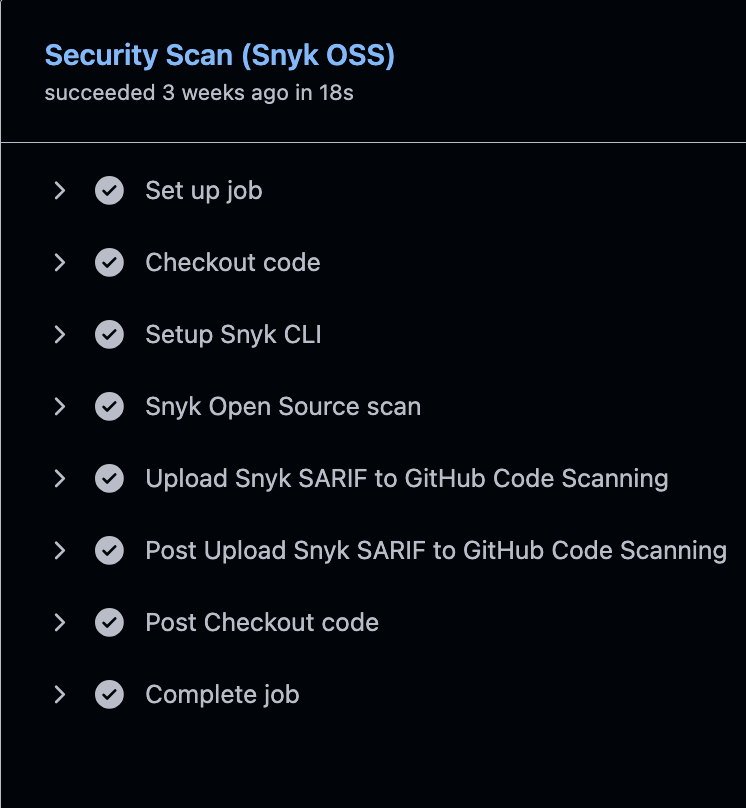 Security Scan (Snyk OSS)
succeeded 3 weeks ago in 18s
Set up job
Checkout code
Setup Snyk CLI
Snyk Open Source scan
Upload Snyk SARIF to GitHub Code Scanning
Post Upload Snyk SARIF to GitHub Code Scanning
Post Checkout code
Complete job